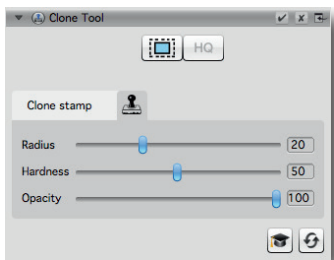 Clone Tool
HQ
Clone stamp
Radius 20
Hardness 50
Opacity 100